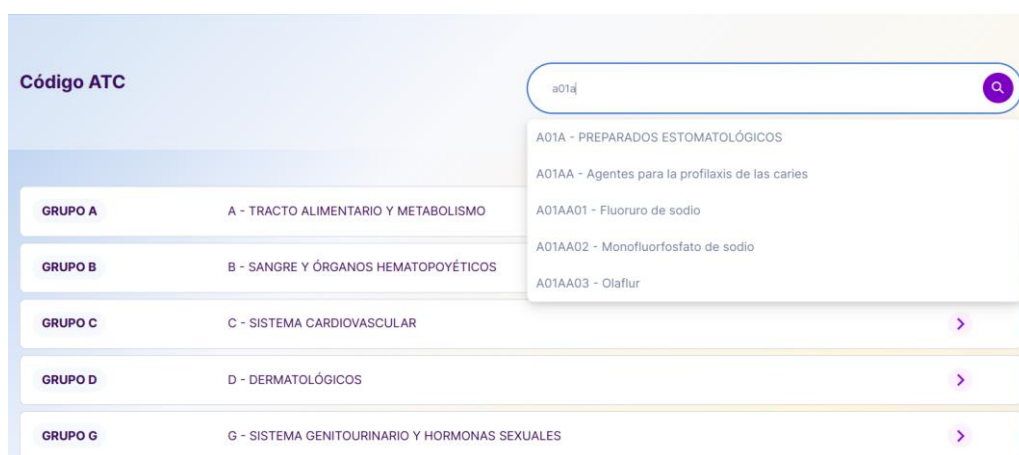 Código ATC
a01a
A01A - PREPARADOS ESTOMATOLÓGICOS
A01AA - Agentes para la profilaxis de las caries
A01AA01 - Fluoruro de sodio
A01AA02 - Monofluorfosfato de sodio
A01AA03 - Olaflur
GRUPO A A - TRACTO ALIMENTARIO Y METABOLISMO
GRUPO B B - SANGRE Y ÓRGANOS HEMATOPOYÉTICOS
GRUPO C C - SISTEMA CARDIOVASCULAR
GRUPO D D - DERMATOLÓGICOS
GRUPO G G - SISTEMA GENITOURINARIO Y HORMONAS SEXUALES